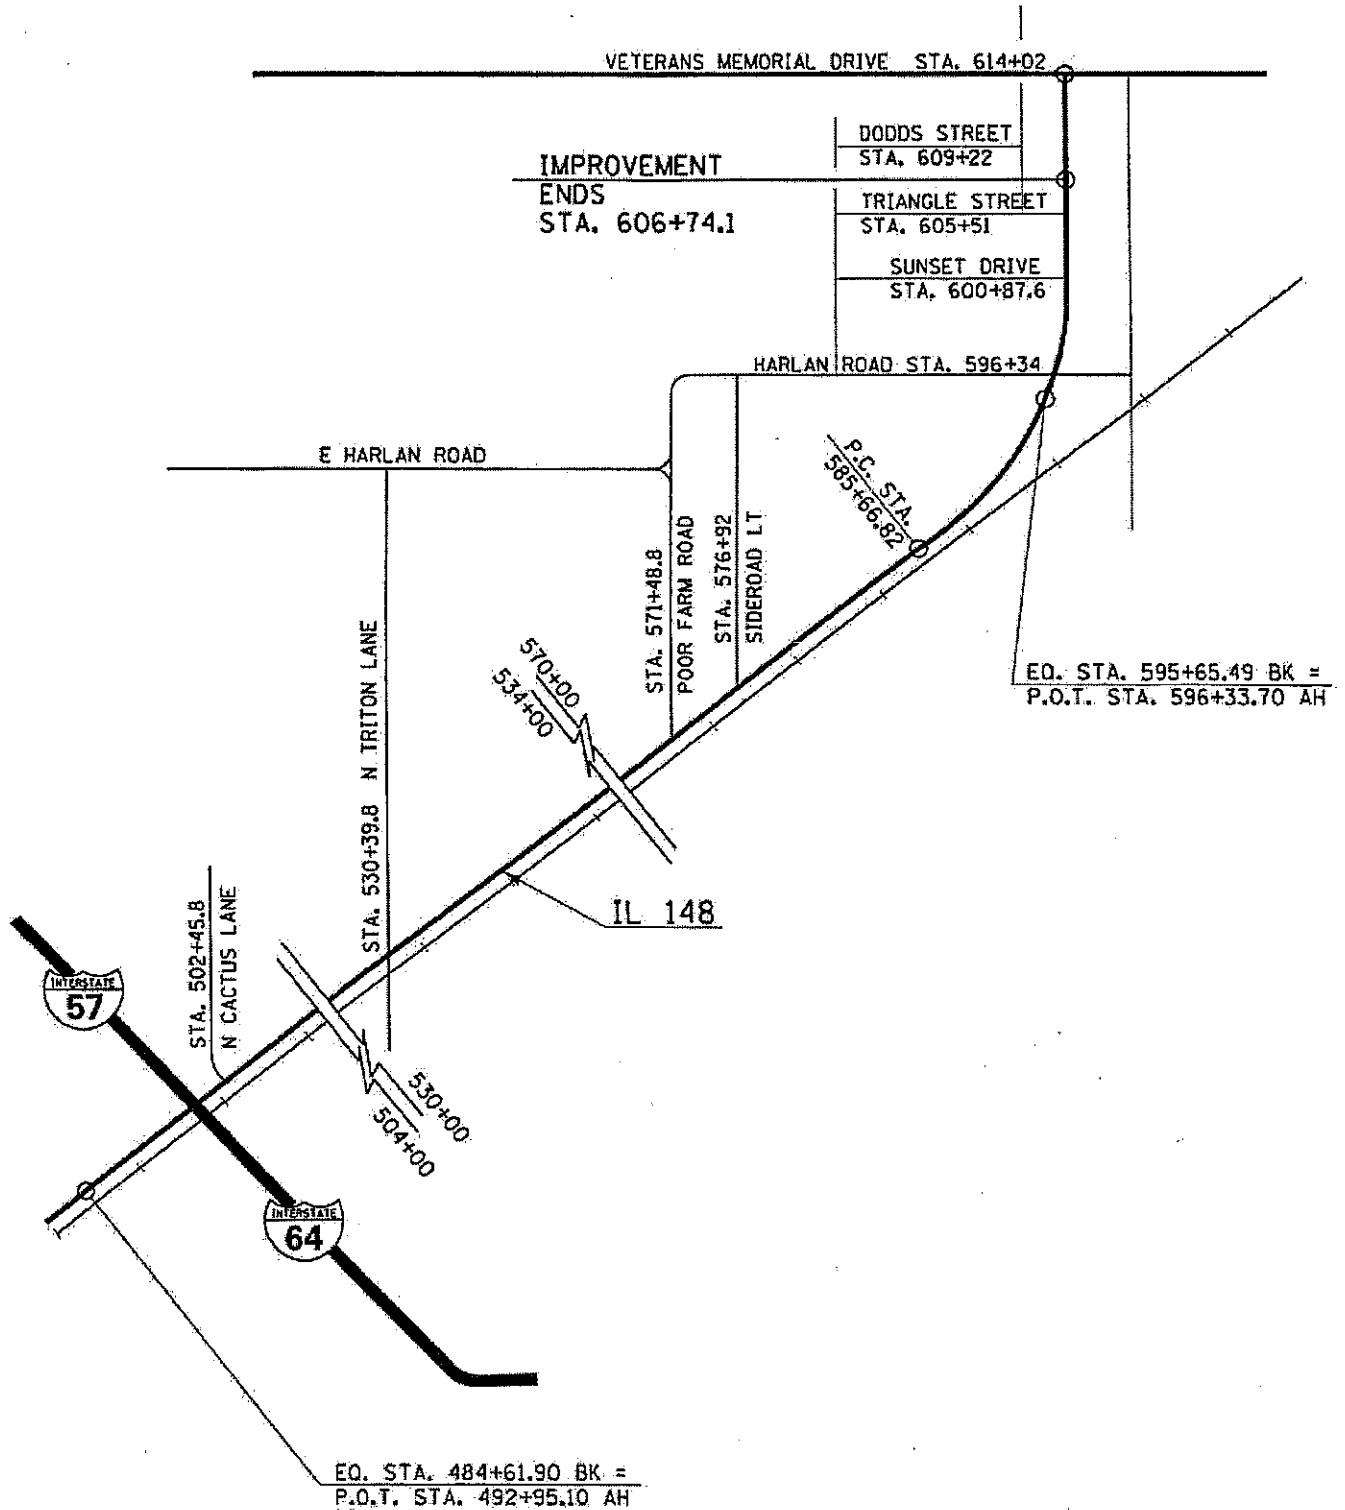 VETERANS MEMORIAL DRIVE STA. 614+02
DODDS STREET
STA. 609+22
IMPROVEMENT
ENDS
STA. 606+74.1
TRIANGLE STREET
STA. 605+51
SUNSET DRIVE
STA. 600+87.6
HARLAN ROAD STA. 596+34
E HARLAN ROAD
P.C. STA.
585+66.82
STA. 571+48.8
POOR FARM ROAD
STA. 576+92
SIDEROAD LT
EQ. STA. 595+65.49 BK =
P.O.T. STA. 596+33.70 AH
570+00
534+00
STA. 530+39.8 N TRITON LANE
IL 148
STA. 502+45.8
N CACTUS LANE
INTERSTATE
57
530+00
504+00
INTERSTATE
64
EQ. STA. 484+61.90 BK =
P.O.T. STA. 492+95.10 AH